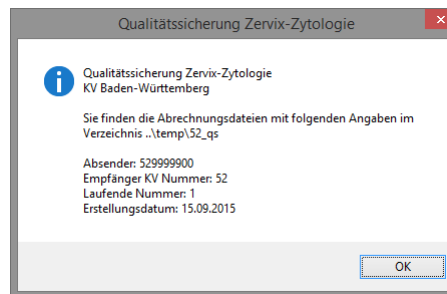 Qualitätssicherung Zervix-Zytologie
Qualitätssicherung Zervix-Zytologie
KV Baden-Württemberg
Sie finden die Abrechnungsdateien mit folgenden Angaben im
Verzeichnis ..\temp\52_qs
Absender: 529999900
Empfänger KV Nummer: 52
Laufende Nummer: 1
Erstellungsdatum: 15.09.2015
OK